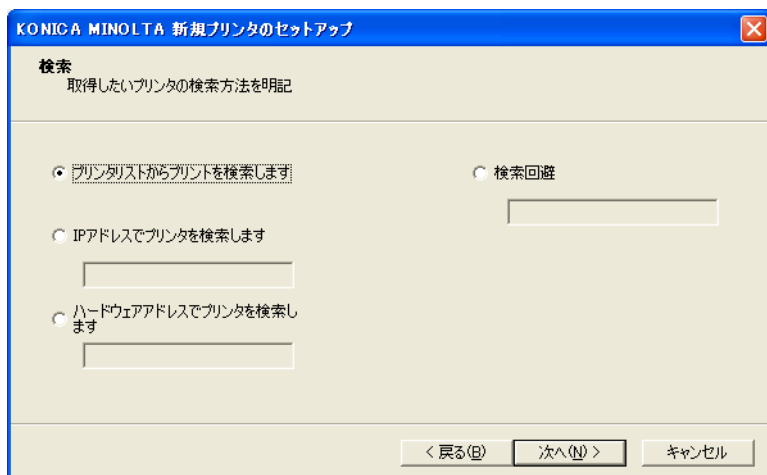 KONICA MINOLTA 新規プリンタのセットアップ
検索
取得したいプリンタの検索方法を明記
プリンタリストからプリントを検索します
検索回避
IPアドレスでプリンタを検索します
ハードウェアアドレスでプリンタを検索し
ます
< 戻る(B)
次へ(N) >
キャンセル